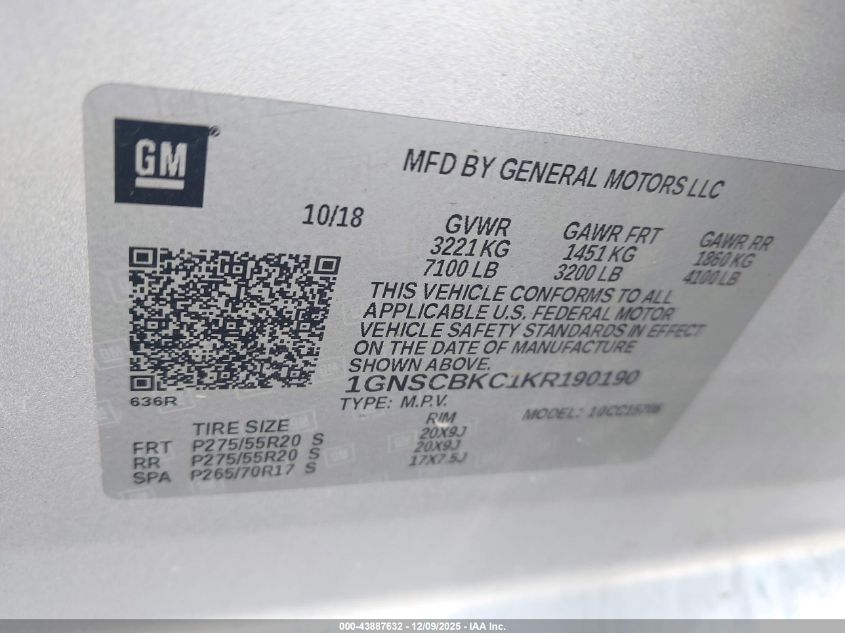 GM®
MFD BY GENERAL MOTORS LLC
10/18
GVWR GAWR FRT GAWR RR
3221 KG 1451 KG 1860 KG
7100 LB 3200 LB 4100 LB
THIS VEHICLE CONFORMS TO ALL
APPLICABLE U.S. FEDERAL MOTOR
VEHICLE SAFETY STANDARDS IN EFFECT
ON THE DATE OF MANUFACTURE
SHOWN ABOVE.
1GNSCBKC1KR190190
636R
TYPE: M.P.V. MODEL: 10CC15706
TIRE SIZE RIM
FRT P275/55R20 S 20X9J
RR P275/55R20 S 20X9J
SPA P265/70R17 S 17X7.5J
000-43887632 - 12/09/2025 - IAA Inc.